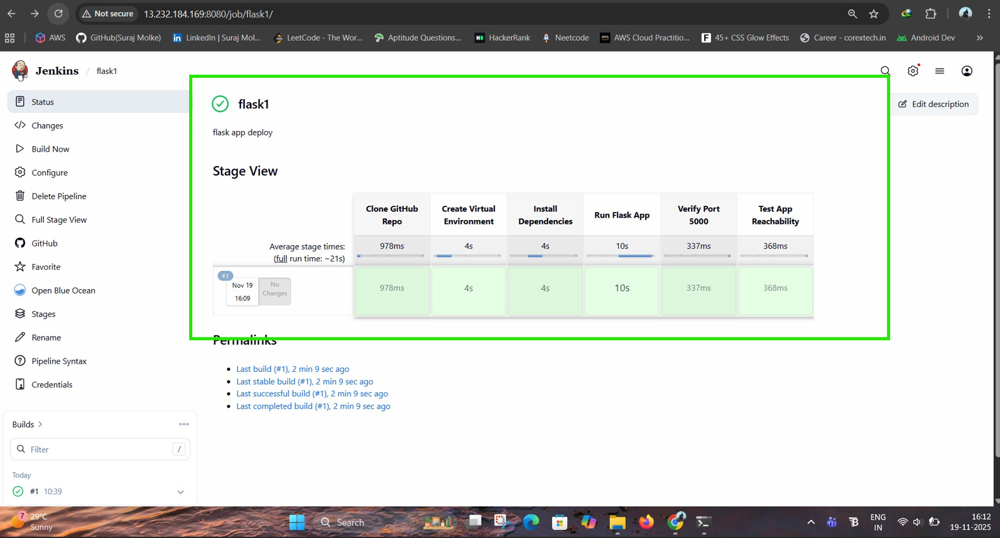 Not secure
13.232.184.169:8080/job/flask1/
AWS
GitHub(Suraj Molke)
LinkedIn | Suraj Mol...
LeetCode - The Wor...
Aptitude Questions...
HackerRank
Neetcode
AWS Cloud Practitio...
45+ CSS Glow Effects
Career - corextech.in
Android Dev
»
Jenkins / flask1
Status
Changes
Build Now
Configure
Delete Pipeline
Full Stage View
GitHub
Favorite
Open Blue Ocean
Stages
Rename
Pipeline Syntax
Credentials
Builds
Filter
/
Today
#1 10:39
flask1
Edit description
flask app deploy
Stage View
Clone GitHub
Repo
Create Virtual
Environment
Install
Dependencies
Run Flask App
Verify Port
5000
Test App
Reachability
Average stage times:
(full run time: ~21s)
978ms
4s
4s
10s
337ms
368ms
#1
Nov 19
16:09
No
Changes
978ms
4s
4s
10s
337ms
368ms
Permalinks
Last build (#1), 2 min 9 sec ago
Last stable build (#1), 2 min 9 sec ago
Last successful build (#1), 2 min 9 sec ago
Last completed build (#1), 2 min 9 sec ago
7
29°C
Sunny
Search
ENG
IN
16:12
19-11-2025